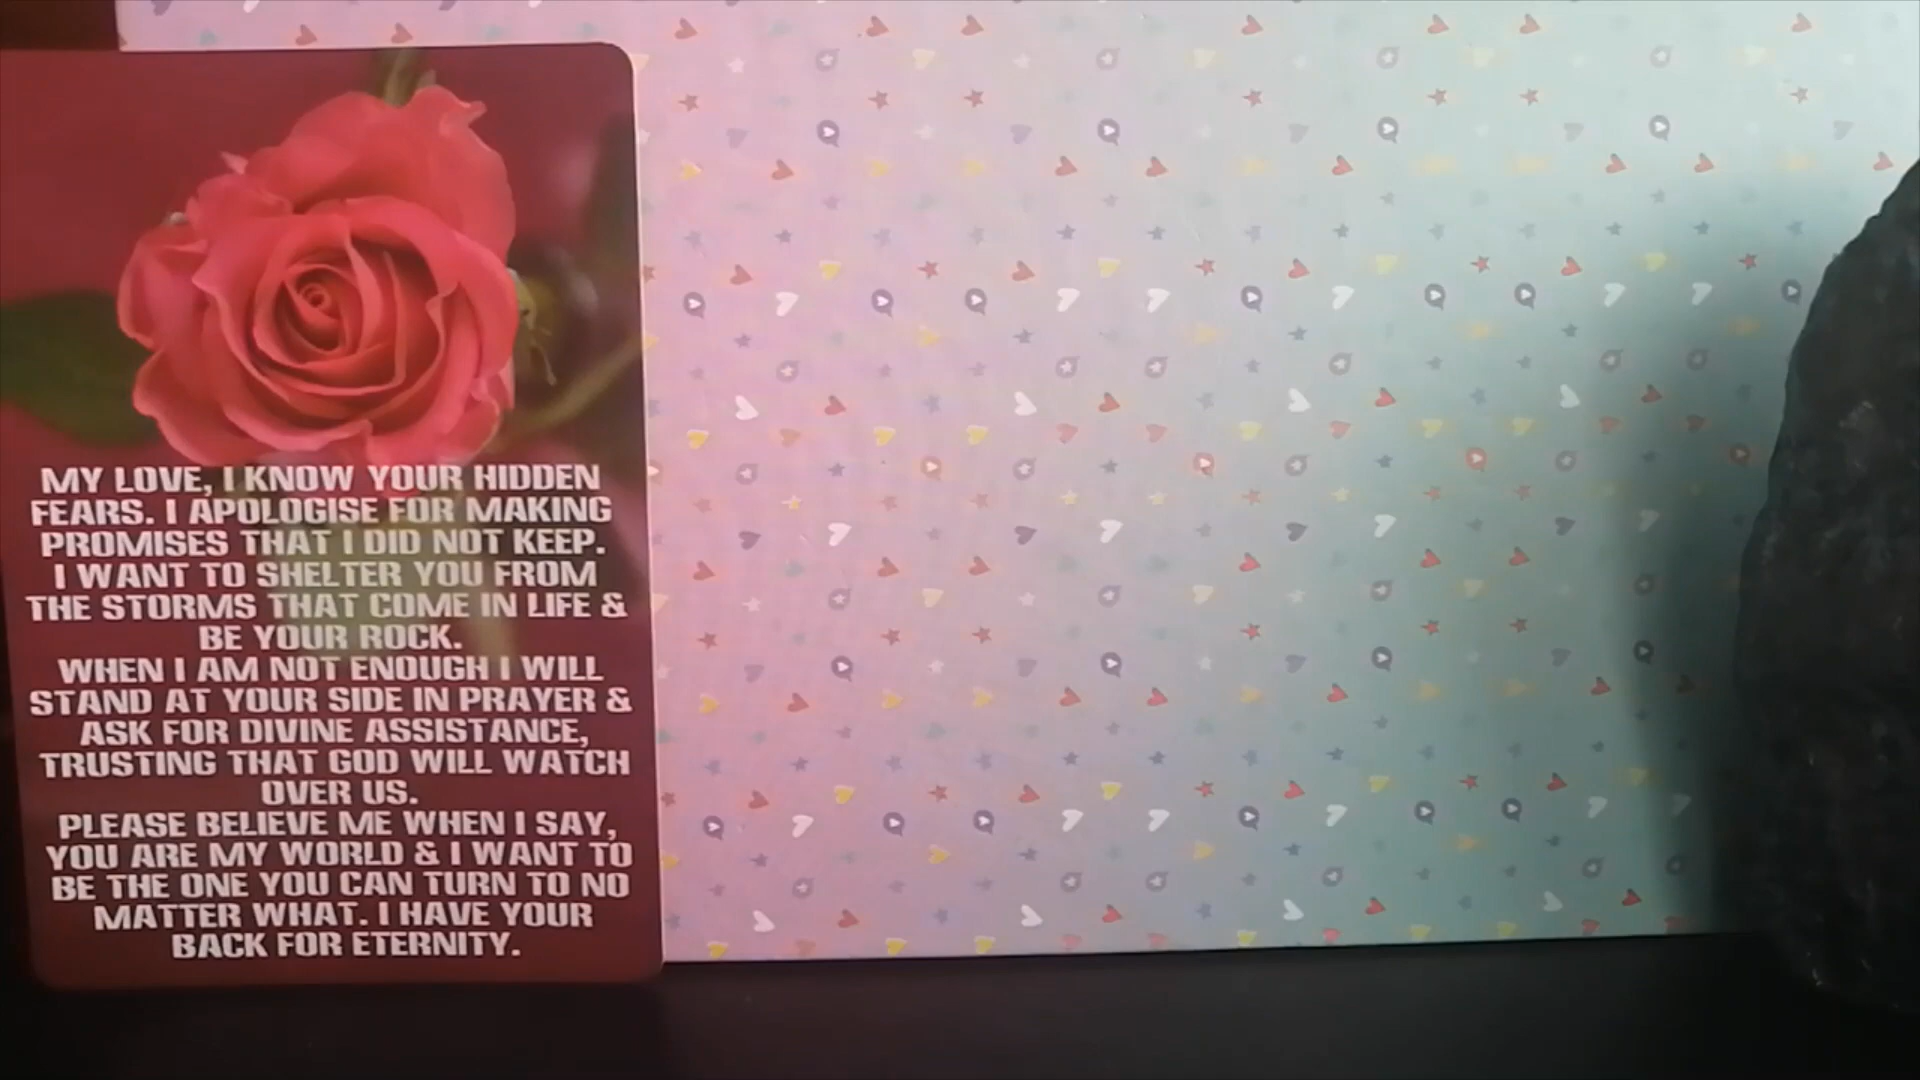 MY LOVE, I KNOW YOUR HIDDEN
FEARS. I APOLOGISE FOR MAKING
PROMISES THAT I DID NOT KEEP.
I WANT TO SHELTER YOU FROM
THE STORMS THAT COME IN LIFE &
BE YOUR ROCK.
WHEN I AM NOT ENOUGH I WILL
STAND AT YOUR SIDE IN PRAYER &
ASK FOR DIVINE ASSISTANCE,
TRUSTING THAT GOD WILL WATCH
OVER US.
PLEASE BELIEVE ME WHEN I SAY,
YOU ARE MY WORLD & I WANT TO
BE THE ONE YOU CAN TURN TO NO
MATTER WHAT. I HAVE YOUR
BACK FOR ETERNITY.